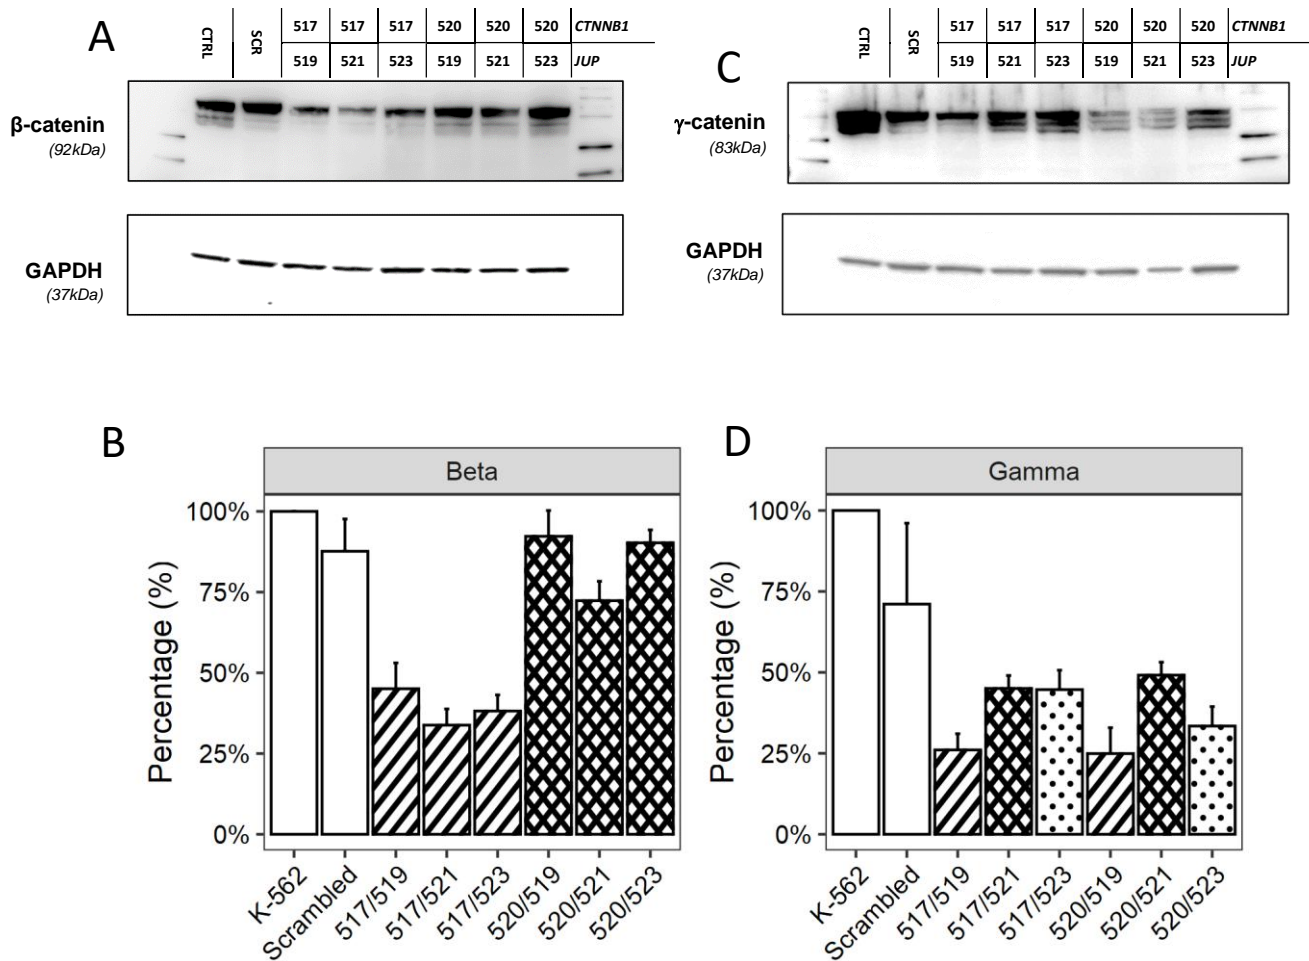 A
CTRL
SCR
517 517 517 520 520 520 CTNNB1
519 521 523 519 521 523 JUP
β-catenin
(92kDa)
GAPDH
(37kDa)
C
CTRL
SCR
517 517 517 520 520 520 CTNNB1
519 521 523 519 521 523 JUP
γ-catenin
(83kDa)
GAPDH
(37kDa)
B
Beta
Percentage (%)
100%
75%
50%
25%
0%
K-562
Scrambled
517/519
517/521
517/523
520/519
520/521
520/523
D
Gamma
Percentage (%)
100%
75%
50%
25%
0%
K-562
Scrambled
517/519
517/521
517/523
520/519
520/521
520/523